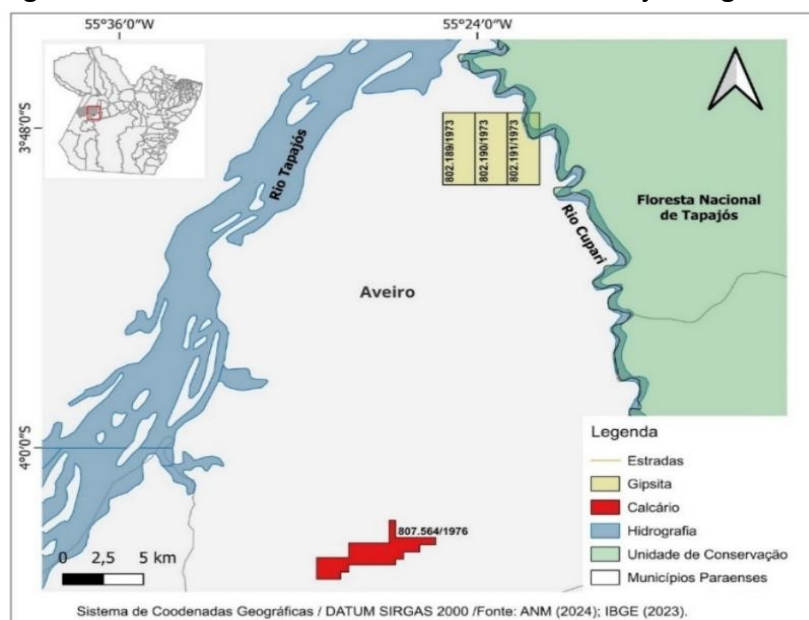 55°36'0"W
55°24'0"W
3°48'0"S
Rio Tapajós
802.189/1973
802.190/1973
802.191/1973
Floresta Nacional
de Tapajós
Rio Cupari
Aveiro
4°0'0"S
Legenda
Estradas
Gipsita
Calcário
Hidrografia
Unidade de Conservação
Municípios Paraenses
807.564/1976
0 2,5 5 km
Sistema de Coodenadas Geográficas / DATUM SIRGAS 2000 /Fonte: ANM (2024); IBGE (2023).